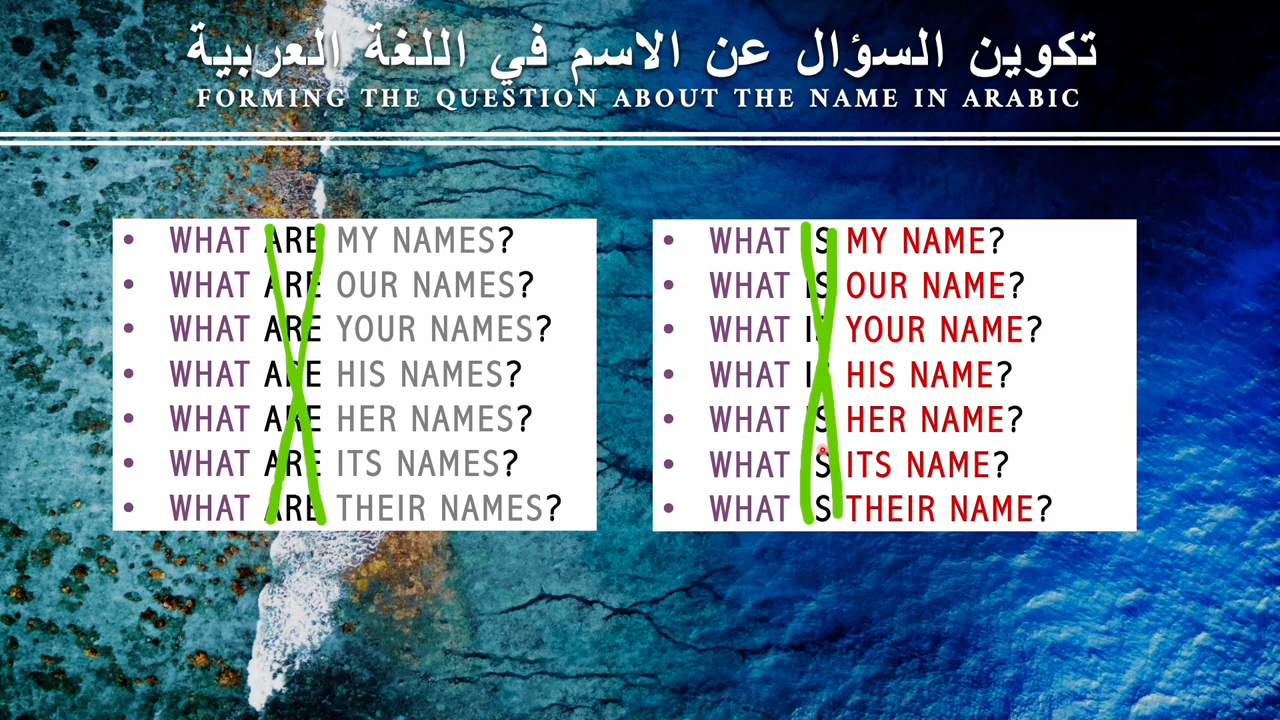 تكوين السؤال عن الاسم في اللغة العربية
FORMING THE QUESTION ABOUT THE NAME IN ARABIC
• WHAT ARE MY NAMES?
• WHAT ARE OUR NAMES?
• WHAT ARE YOUR NAMES?
• WHAT ARE HIS NAMES?
• WHAT ARE HER NAMES?
• WHAT ARE ITS NAMES?
• WHAT ARE THEIR NAMES?
• WHAT IS MY NAME?
• WHAT IS OUR NAME?
• WHAT IS YOUR NAME?
• WHAT IS HIS NAME?
• WHAT IS HER NAME?
• WHAT IS ITS NAME?
• WHAT IS THEIR NAME?